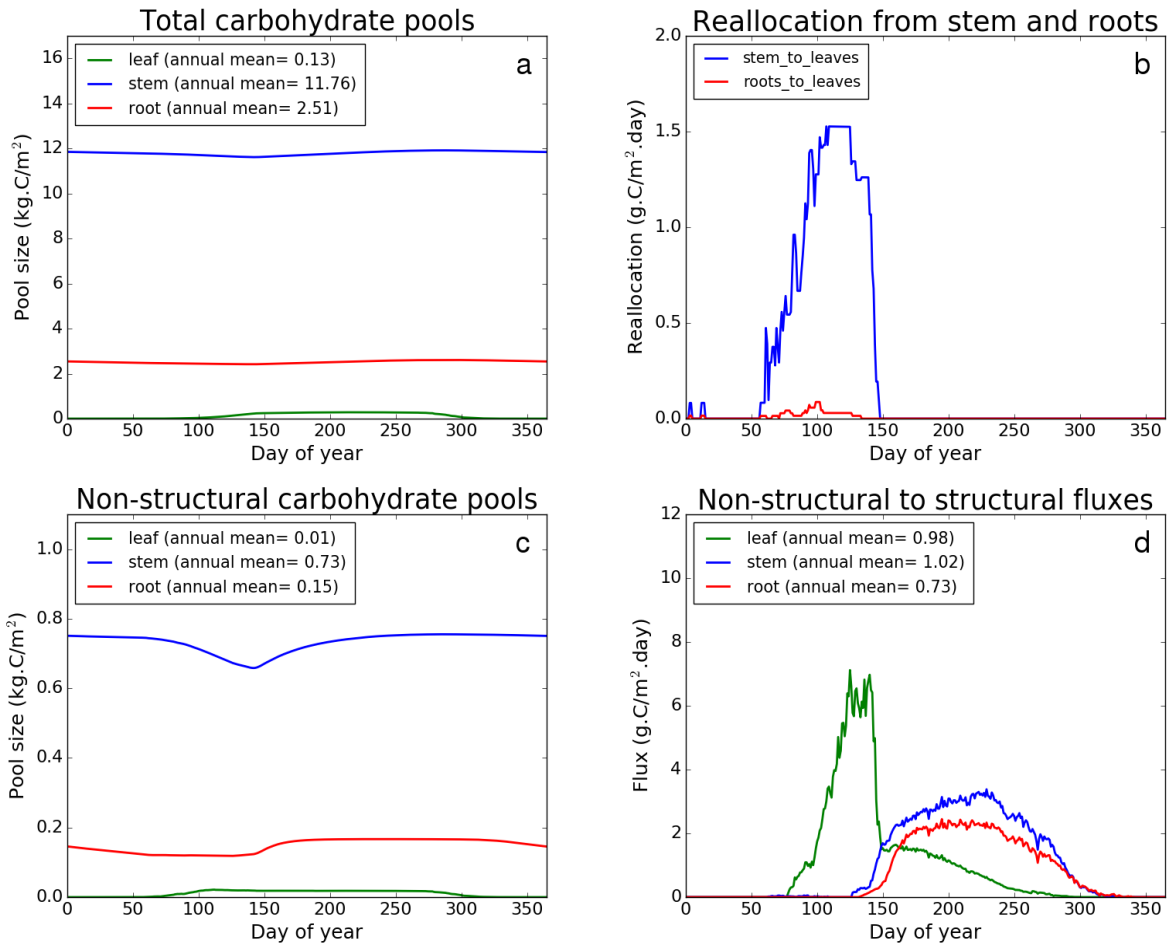 Total carbohydrate pools
a
leaf (annual mean= 0.13)
stem (annual mean= 11.76)
root (annual mean= 2.51)
Pool size (kg.C/m²)
16
14
12
10
8
6
4
2
0
0 50 100 150 200 250 300 350
Day of year
Reallocation from stem and roots
b
stem_to_leaves
roots_to_leaves
Reallocation (g.C/m².day)
2.0
1.5
1.0
0.5
0.0
0 50 100 150 200 250 300 350
Day of year
Non-structural carbohydrate pools
c
leaf (annual mean= 0.01)
stem (annual mean= 0.73)
root (annual mean= 0.15)
Pool size (kg.C/m²)
1.0
0.8
0.6
0.4
0.2
0.0
0 50 100 150 200 250 300 350
Day of year
Non-structural to structural fluxes
d
leaf (annual mean= 0.98)
stem (annual mean= 1.02)
root (annual mean= 0.73)
Flux (g.C/m².day)
12
10
8
6
4
2
0
0 50 100 150 200 250 300 350
Day of year